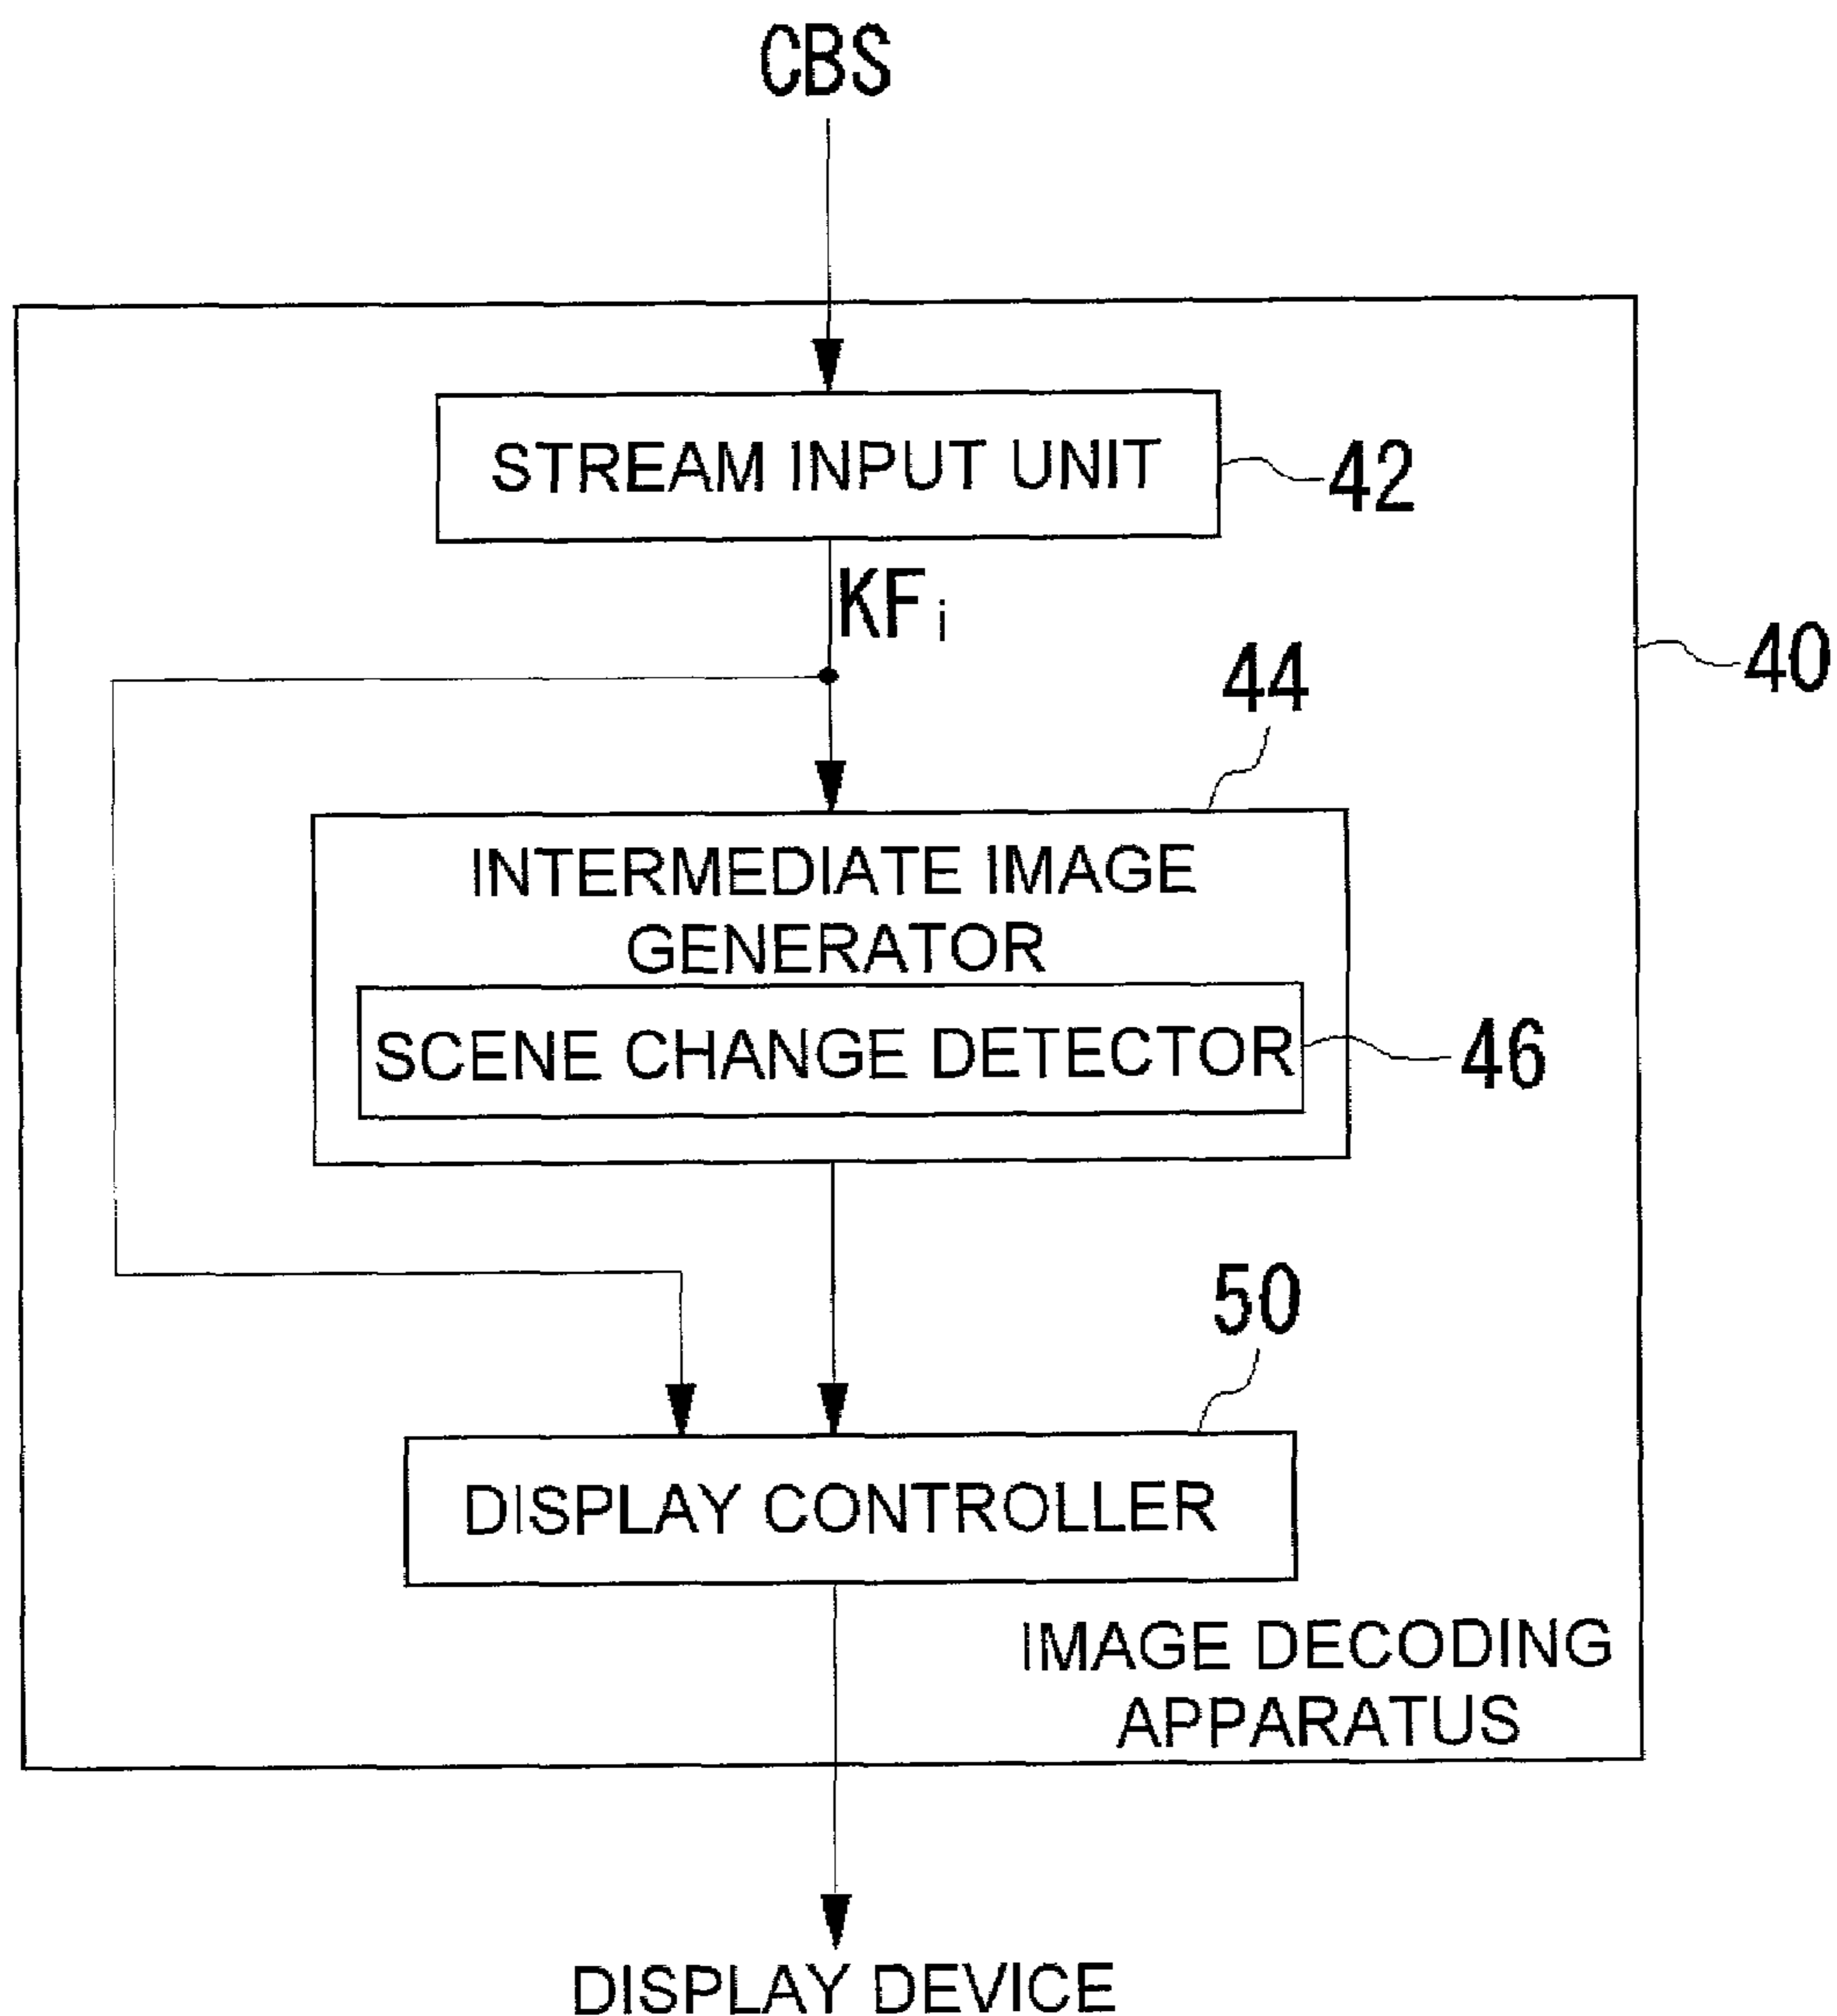 CBS
STREAM INPUT UNIT
42
KFi
40
44
INTERMEDIATE IMAGE
GENERATOR
SCENE CHANGE DETECTOR
46
50
DISPLAY CONTROLLER
IMAGE DECODING
APPARATUS
DISPLAY DEVICE